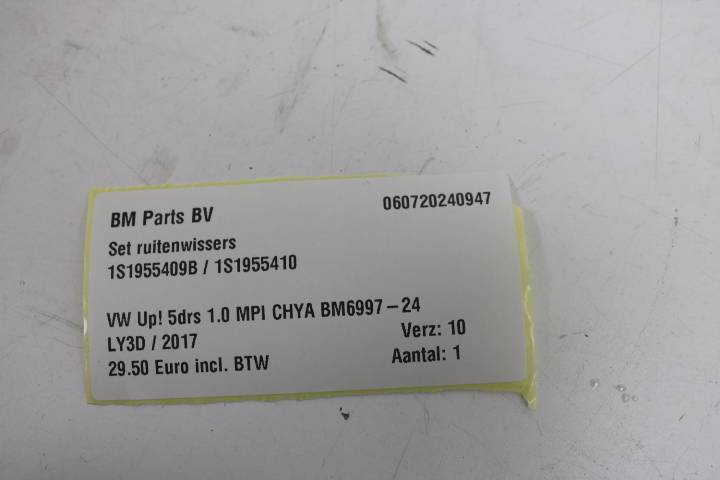 BM Parts BV 060720240947
Set ruitenwissers
1S1955409B / 1S1955410
VW Up! 5drs 1.0 MPI CHYA BM6997-24
LY3D / 2017 Verz: 10
29.50 Euro incl. BTW Aantal: 1